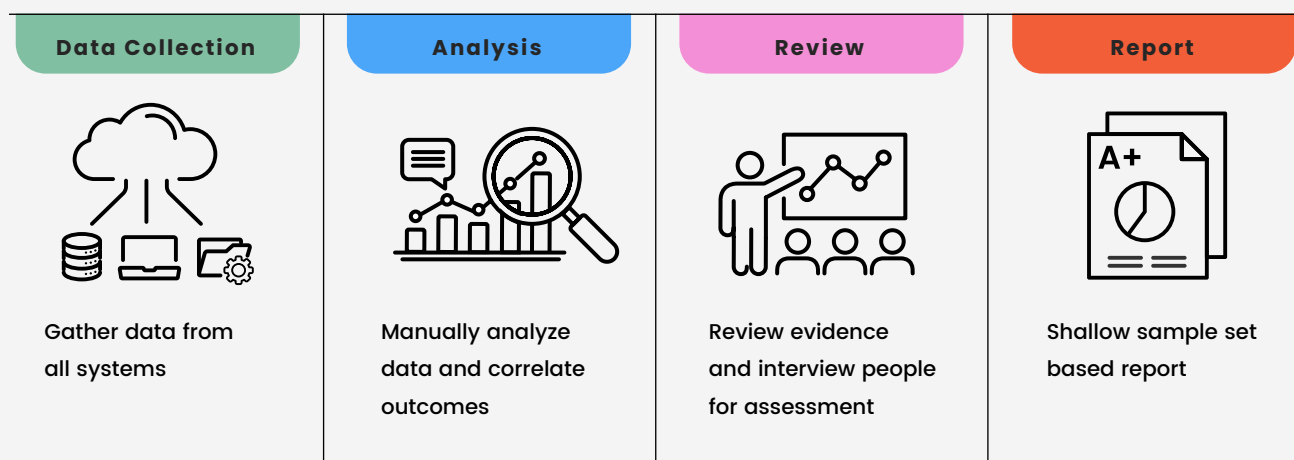 Data Collection
Analysis
Review
Report
A+
Gather data from
all systems
Manually analyze
data and correlate
outcomes
Review evidence
and interview people
for assessment
Shallow sample set
based report